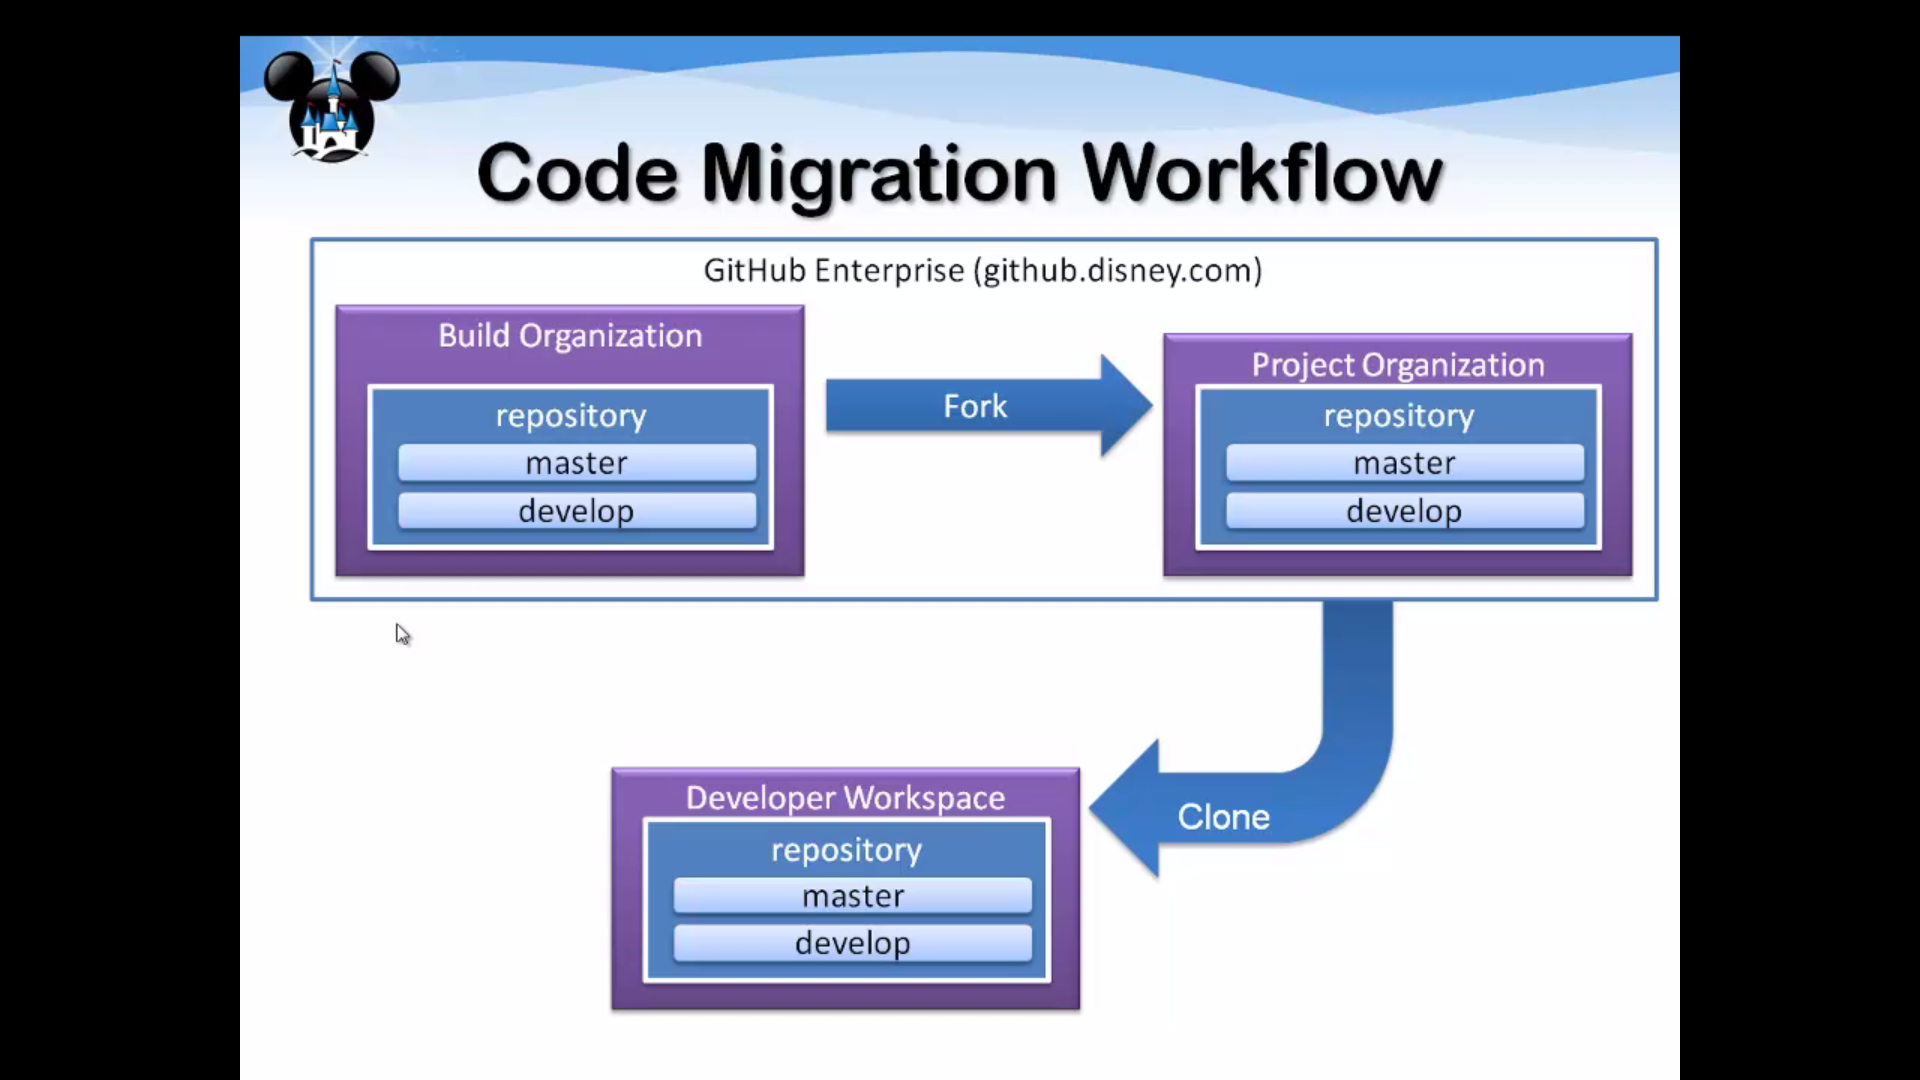 Code Migration Workflow
GitHub Enterprise (github.disney.com)
Build Organization
repository
master
develop
Fork
Project Organization
repository
master
develop
Clone
Developer Workspace
repository
master
develop